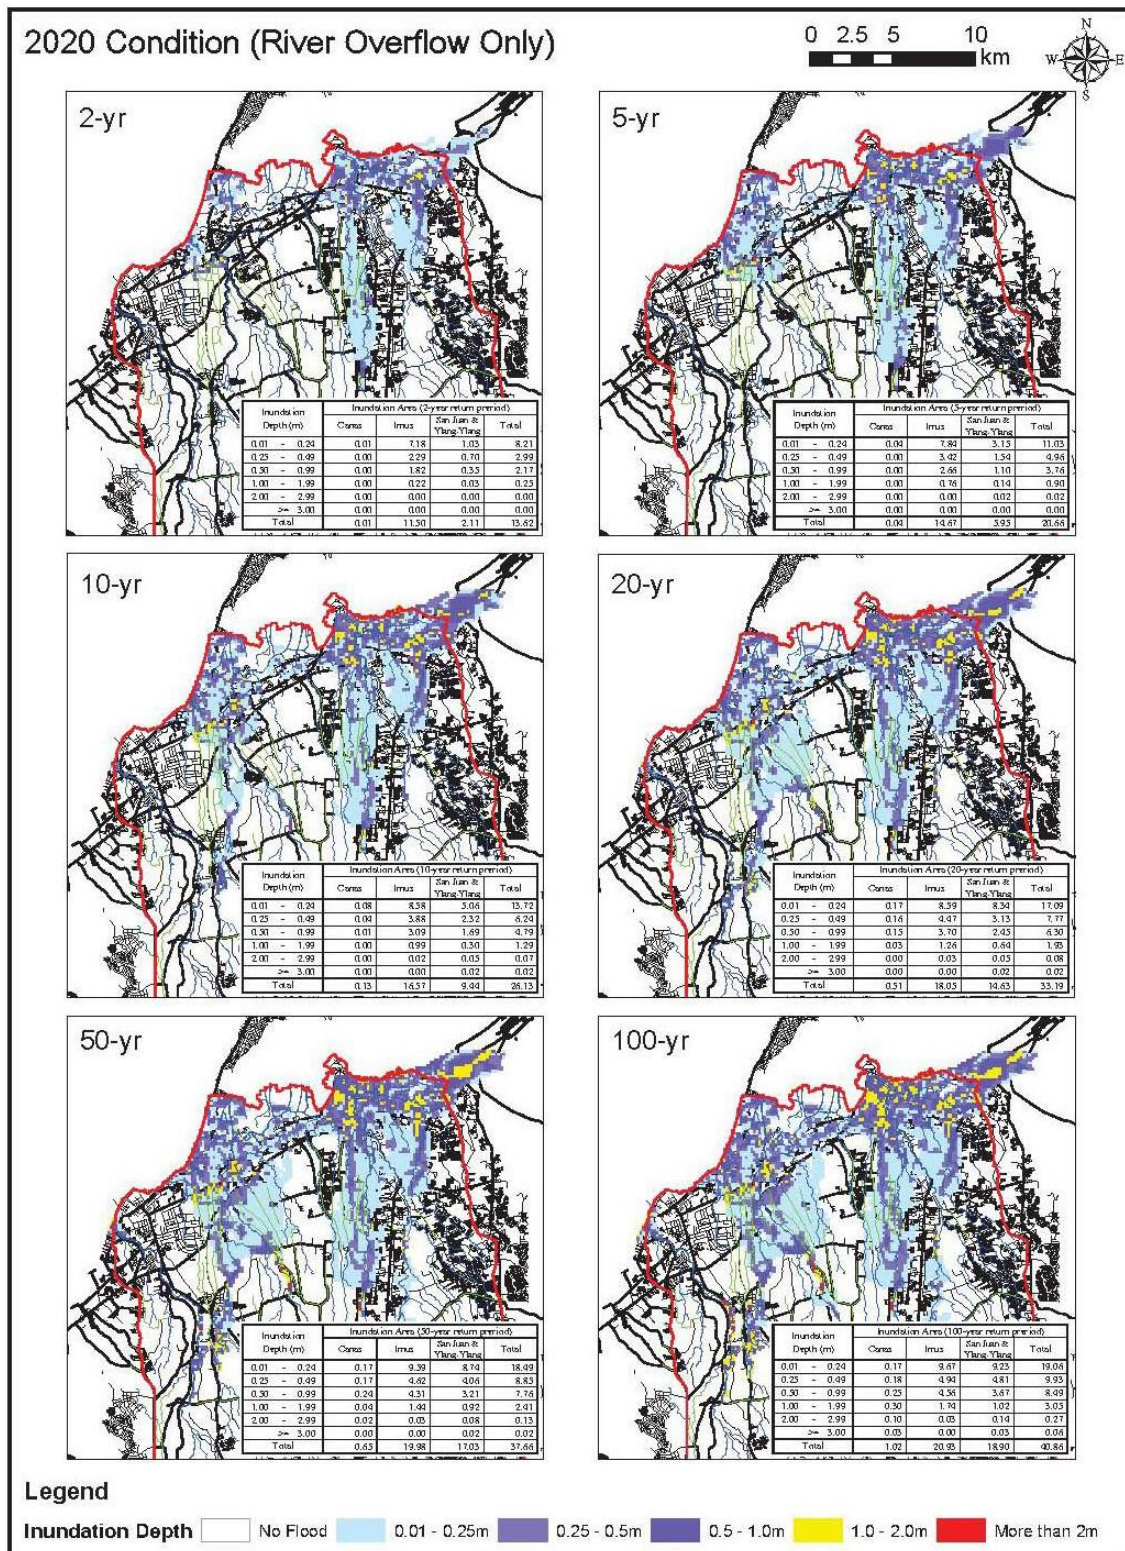 2020 Condition (River Overflow Only)
0 2.5 5 10
km
N
W E
S
2-yr
Inundation Depth (m) Inundation Area (2-year return preriod)
Canas Imus San Juan & Ylang-Ylang Total
0.01 - 0.24 0.01 7.18 1.03 8.21
0.25 - 0.49 0.00 2.29 0.70 2.99
0.50 - 0.99 0.00 1.82 0.35 2.17
1.00 - 1.99 0.00 0.22 0.03 0.25
2.00 - 2.99 0.00 0.00 0.00 0.00
>= 3.00 0.00 0.00 0.00 0.00
Total 0.01 11.50 2.11 13.62
5-yr
Inundation Depth (m) Inundation Area (5-year return preriod)
Canas Imus San Juan & Ylang-Ylang Total
0.01 - 0.24 0.04 7.84 3.15 11.03
0.25 - 0.49 0.00 3.42 1.54 4.96
0.50 - 0.99 0.00 2.66 1.10 3.76
1.00 - 1.99 0.00 0.76 0.14 0.90
2.00 - 2.99 0.00 0.00 0.02 0.02
>= 3.00 0.00 0.00 0.00 0.00
Total 0.04 14.67 5.95 20.66
10-yr
Inundation Depth (m) Inundation Area (10-year return preriod)
Canas Imus San Juan & Ylang-Ylang Total
0.01 - 0.24 0.08 8.58 5.06 13.72
0.25 - 0.49 0.04 3.88 2.32 6.24
0.50 - 0.99 0.01 3.09 1.69 4.79
1.00 - 1.99 0.00 0.99 0.30 1.29
2.00 - 2.99 0.00 0.02 0.05 0.07
>= 3.00 0.00 0.00 0.02 0.02
Total 0.13 16.57 9.44 26.13
20-yr
Inundation Depth (m) Inundation Area (20-year return preriod)
Canas Imus San Juan & Ylang-Ylang Total
0.01 - 0.24 0.17 8.59 8.34 17.09
0.25 - 0.49 0.16 4.47 3.13 7.77
0.50 - 0.99 0.15 3.70 2.45 6.30
1.00 - 1.99 0.03 1.26 0.64 1.93
2.00 - 2.99 0.00 0.03 0.05 0.08
>= 3.00 0.00 0.00 0.02 0.02
Total 0.51 18.05 14.63 33.19
50-yr
Inundation Depth (m) Inundation Area (50-year return preriod)
Canas Imus San Juan & Ylang-Ylang Total
0.01 - 0.24 0.17 9.59 8.74 18.49
0.25 - 0.49 0.17 4.62 4.06 8.85
0.50 - 0.99 0.24 4.31 3.21 7.76
1.00 - 1.99 0.04 1.44 0.92 2.41
2.00 - 2.99 0.02 0.03 0.08 0.13
>= 3.00 0.00 0.00 0.02 0.02
Total 0.65 19.98 17.03 37.66
100-yr
Inundation Depth (m) Inundation Area (100-year return preriod)
Canas Imus San Juan & Ylang-Ylang Total
0.01 - 0.24 0.17 9.67 9.23 19.06
0.25 - 0.49 0.18 4.94 4.81 9.93
0.50 - 0.99 0.25 4.56 3.67 8.49
1.00 - 1.99 0.30 1.74 1.02 3.05
2.00 - 2.99 0.10 0.03 0.14 0.27
>= 3.00 0.03 0.00 0.03 0.06
Total 1.02 20.93 18.90 40.86
Legend
Inundation Depth No Flood 0.01 - 0.25m 0.25 - 0.5m 0.5 - 1.0m 1.0 - 2.0m More than 2m